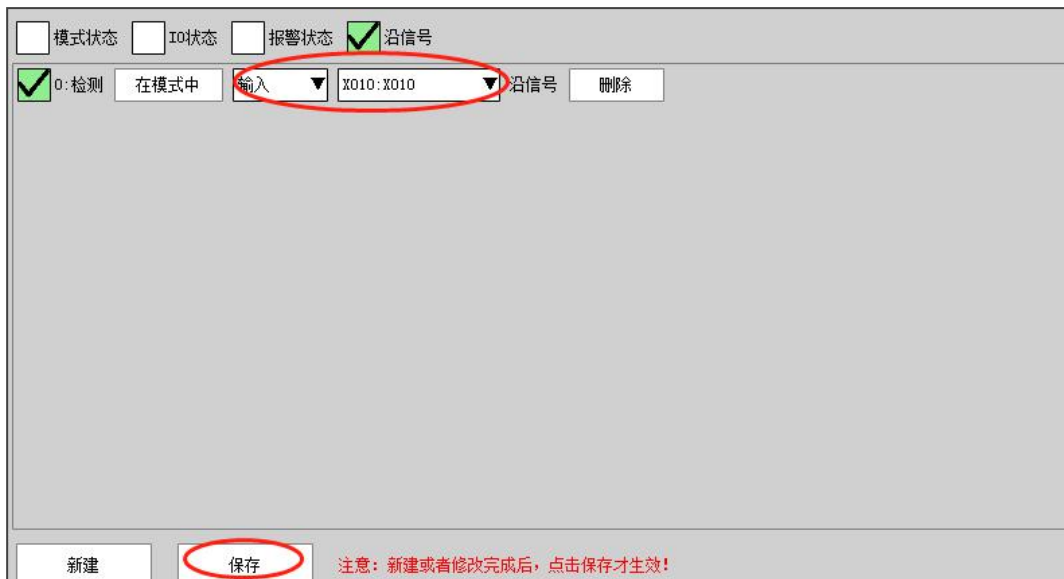 模式状态 IO状态 报警状态 沿信号
0:检测 在模式中 输入 X010:X010 沿信号 删除
新建 保存 注意：新建或者修改完成后，点击保存才生效!